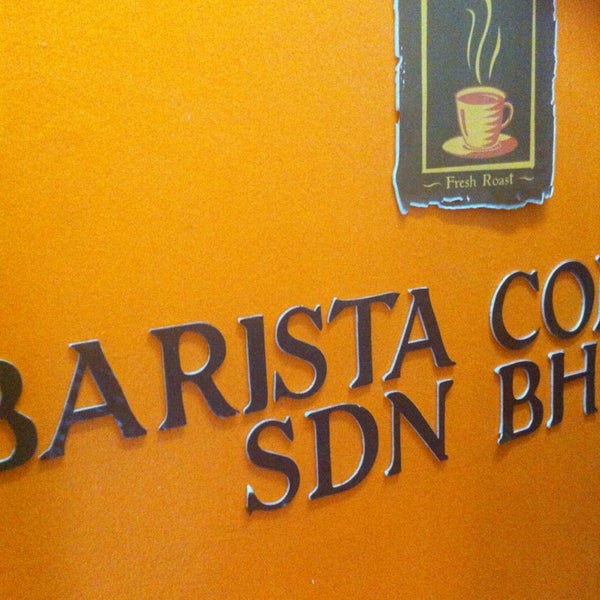 ~ Fresh Roast ~
BARISTA CO
SDN BH